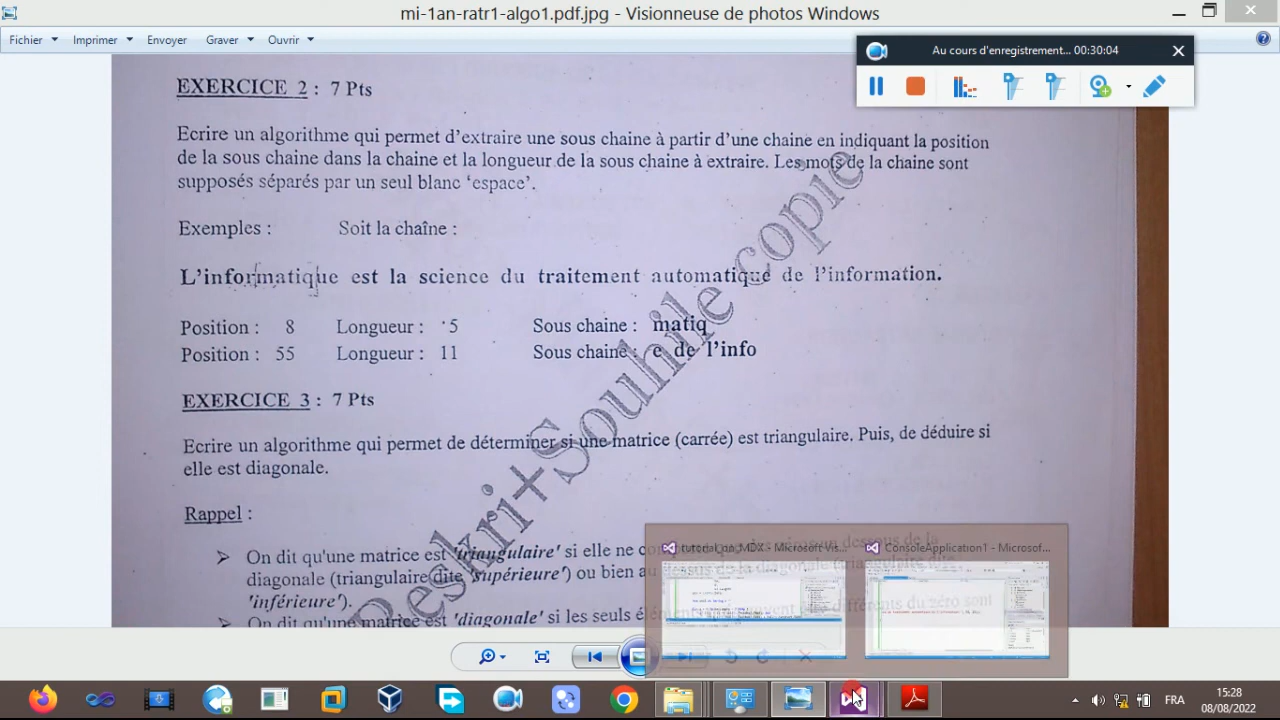 mi-1an-ratr1-algo1.pdf.jpg - Visionneuse de photos Windows
Fichier Imprimer Envoyer Graver Ouvrir
Au cours d'enregistrement... 00:30:04
EXERCICE 2 : 7 Pts
Ecrire un algorithme qui permet d'extraire une sous chaine à partir d'une chaine en indiquant la position
de la sous chaine dans la chaine et la longueur de la sous chaine à extraire. Les mots de la chaine sont
supposés séparés par un seul blanc 'espace'.
Exemples : Soit la chaîne :
L'informatique est la science du traitement automatique de l'information.
Position : 8 Longueur : 5 Sous chaine : matiq
Position : 55 Longueur : 11 Sous chaine : e de l'info
EXERCICE 3 : 7 Pts
Ecrire un algorithme qui permet de déterminer si une matrice (carrée) est triangulaire. Puis, de déduire si
elle est diagonale.
Rappel :
On dit qu'une matrice est 'triangulaire' si elle ne
diagonale (triangulaire dite 'supérieure') ou bien au
'inférieure').
dit qu'une matrice est 'diagonale' si les seuls
Peskri+Souhile copie
tutorial_on_MDX - Microsoft Vis...
ConsoleApplication1 - Microsof...
FRA
15:28
08/08/2022